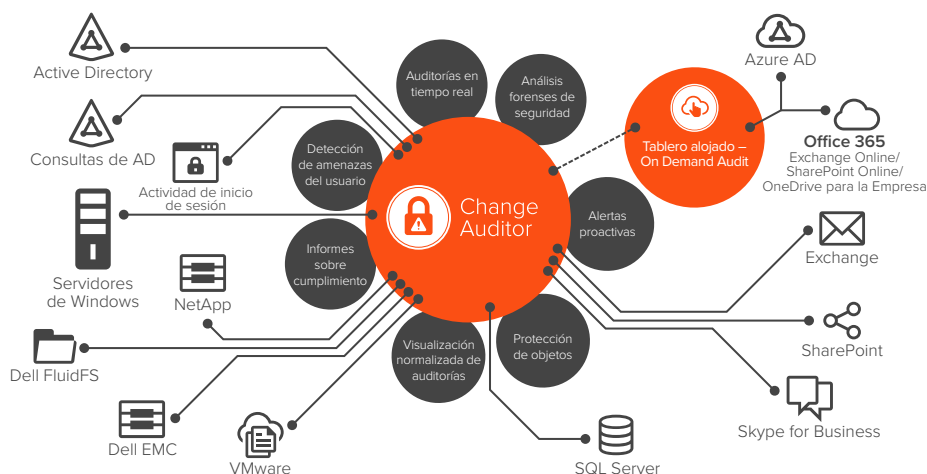 Active Directory
Consultas de AD
Actividad de inicio
de sesión
Servidores
de Windows
NetApp
Dell FluidFS
Dell EMC
VMware
Auditorías en
tiempo real
Análisis
forenses de
seguridad
Detección
de amenazas
del usuario
Informes
sobre
cumplimiento
Visualización
normalizada de
auditorías
Protección
de objetos
Alertas
proactivas
Change
Auditor
Tablero alojado –
On Demand Audit
Azure AD
Office 365
Exchange Online/
SharePoint Online/
OneDrive para la Empresa
Exchange
SharePoint
Skype for Business
SQL Server